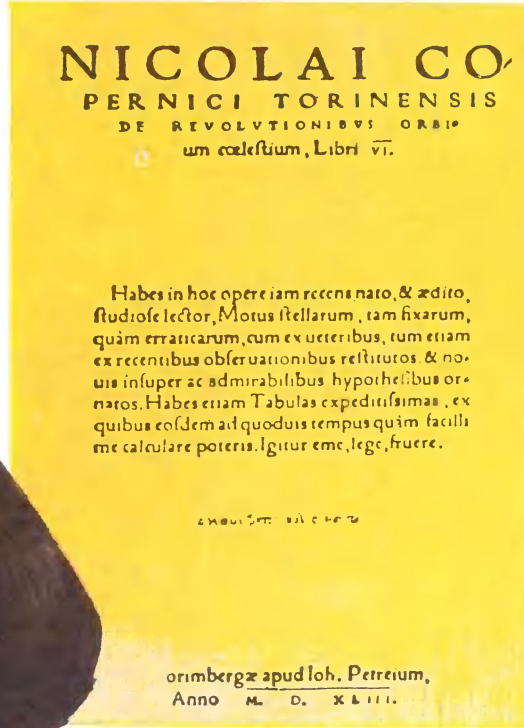 NICOLAI CO-
PERNICI TORINENSIS
DE REVOLVTIONIBVS ORBI-
um cœleſtium, Libri VI.
Habes in hoc opere iam recens nato, & ædito,
ſtudioſe lector, Motus ſtellarum, tam fixarum,
quàm erraticarum, cum ex ueteribus, tum etiam
ex recentibus obſeruationibus reſtitutos: & no-
uis inſuper ac admirabilibus hypotheſibus or-
natos. Habes etiam Tabulas expeditiſsimas, ex
quibus eoſdem ad quoduis tempus quàm facilli
me calculare poteris. Igitur eme, lege, fruere.
orimbergæ apud Ioh. Petreium,
Anno M. D. XLIII.